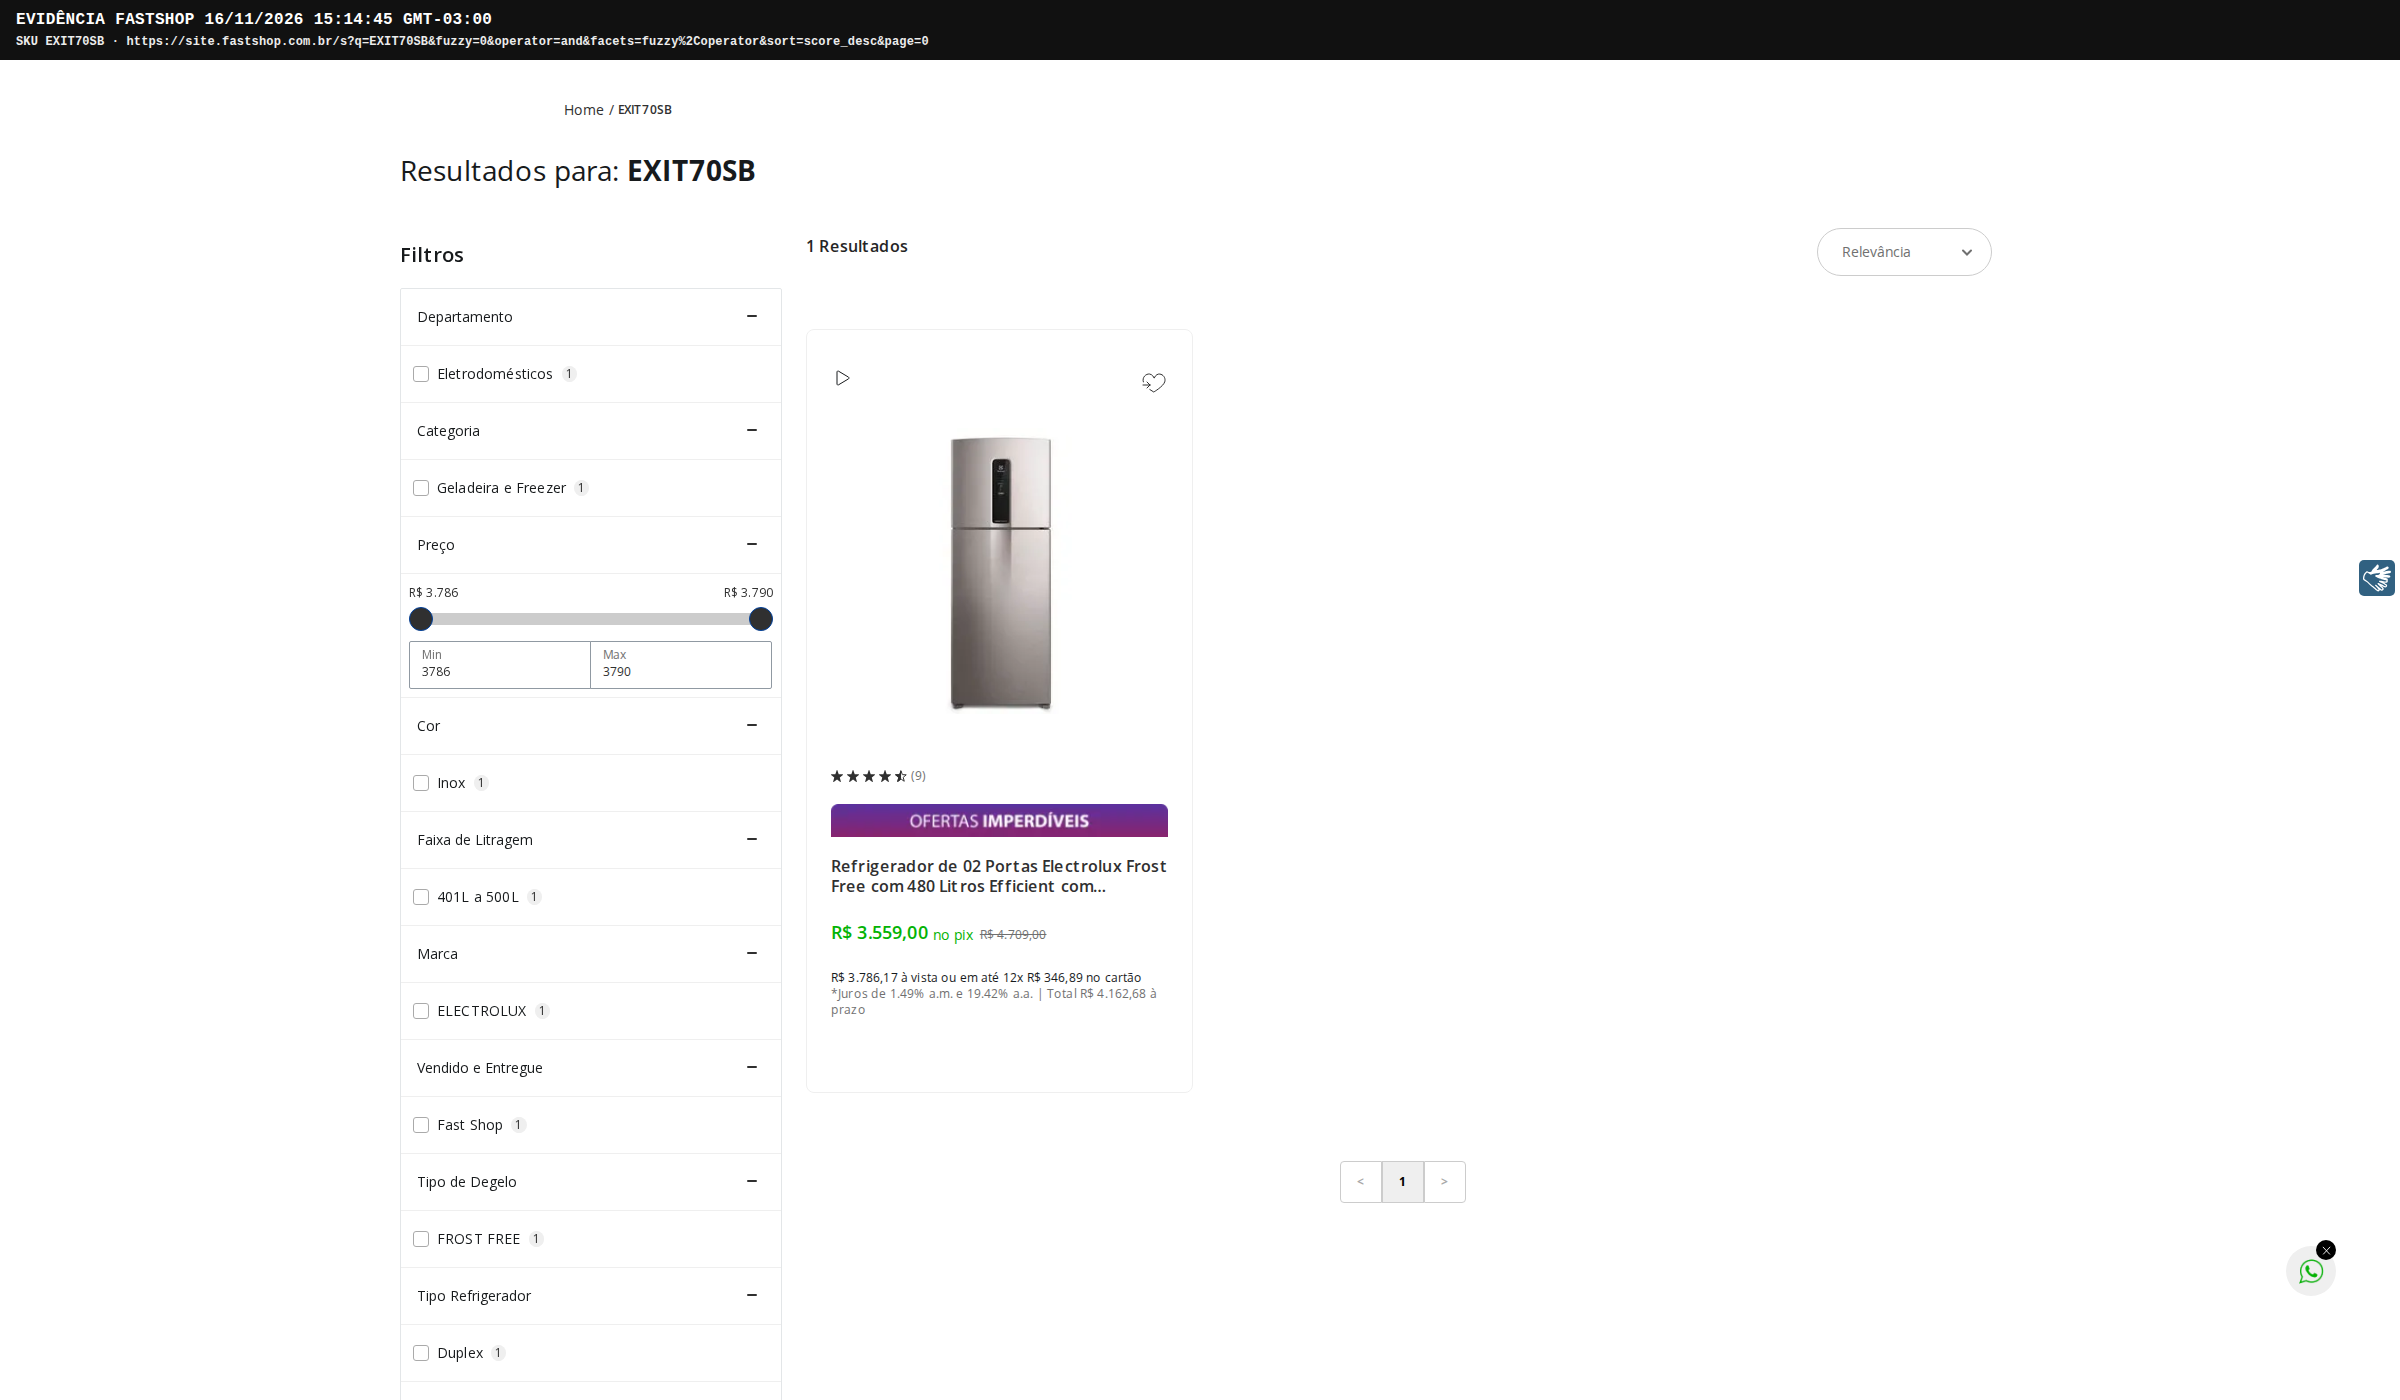 EVIDÊNCIA FASTSHOP 16/11/2026 15:14:45 GMT-03:00
SKU EXIT70SB · https://site.fastshop.com.br/s?q=EXIT70SB&fuzzy=0&operator=and&facets=fuzzy%2Coperator&sort=score_desc&page=0
Home / EXIT70SB
Resultados para: EXIT70SB
Filtros
1 Resultados
Relevância
Departamento
Eletrodomésticos 1
Categoria
Geladeira e Freezer 1
Preço
R$ 3.786 R$ 3.790
Min Max
3786 3790
Cor
Inox 1
Faixa de Litragem
401L a 500L 1
Marca
ELECTROLUX 1
Vendido e Entregue
Fast Shop 1
Tipo de Degelo
FROST FREE 1
Tipo Refrigerador
Duplex 1
(9)
OFERTAS IMPERDÍVEIS
Refrigerador de 02 Portas Electrolux Frost
Free com 480 Litros Efficient com...
R$ 3.559,00 no pix R$ 4.709,00
R$ 3.786,17 à vista ou em até 12x R$ 346,89 no cartão
*Juros de 1.49% a.m. e 19.42% a.a. | Total R$ 4.162,68 à
prazo
< 1 >